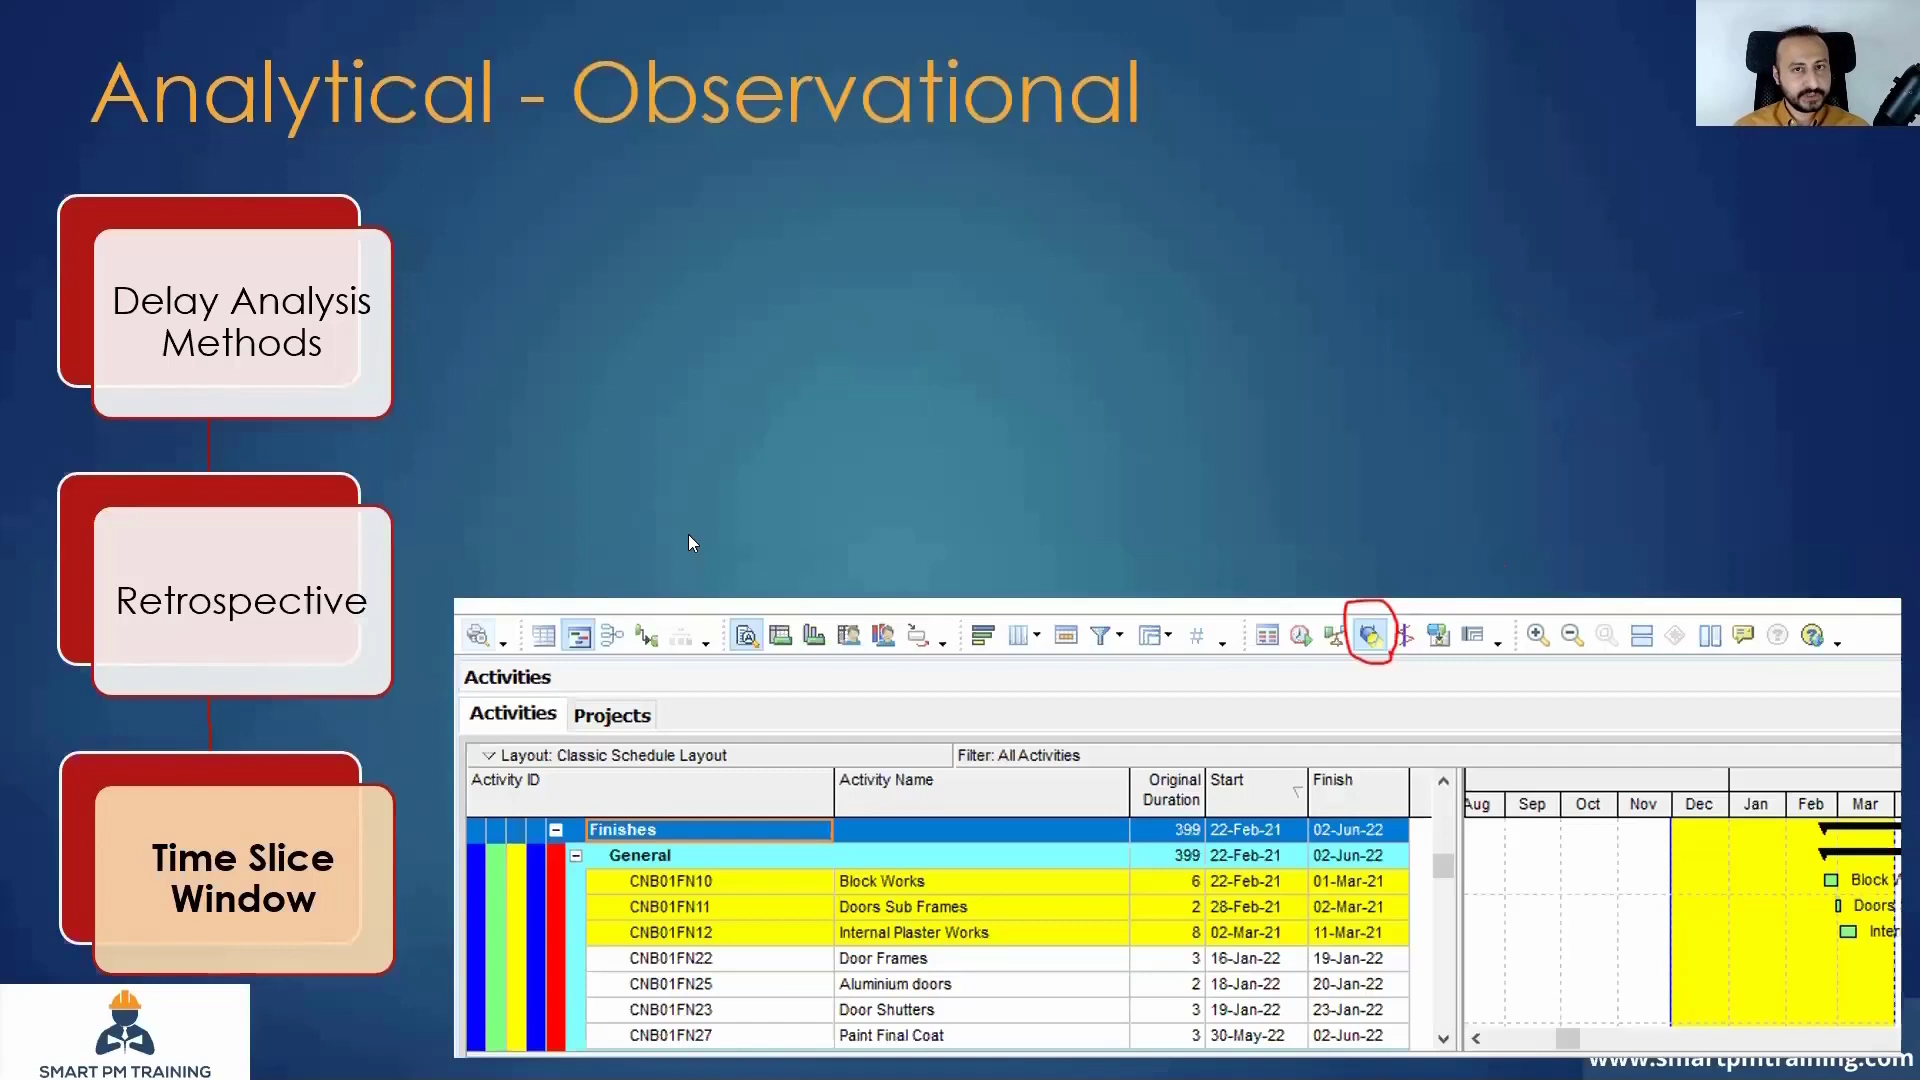 Analytical - Observational
Delay Analysis
Methods
Retrospective
Time Slice
Window
SMART PM TRAINING
Activities
Activities Projects
Layout: Classic Schedule Layout Filter: All Activities
Activity ID Activity Name Original Duration Start Finish
Aug Sep Oct Nov Dec Jan Feb Mar
Finishes 399 22-Feb-21 02-Jun-22
General 399 22-Feb-21 02-Jun-22
CNB01FN10 Block Works 6 22-Feb-21 01-Mar-21 Block
CNB01FN11 Doors Sub Frames 2 28-Feb-21 02-Mar-21 Doors
CNB01FN12 Internal Plaster Works 8 02-Mar-21 11-Mar-21 Inter
CNB01FN22 Door Frames 3 16-Jan-22 19-Jan-22
CNB01FN25 Aluminium doors 2 18-Jan-22 20-Jan-22
CNB01FN23 Door Shutters 3 19-Jan-22 23-Jan-22
CNB01FN27 Paint Final Coat 3 30-May-22 02-Jun-22
www.smartpmtraining.com